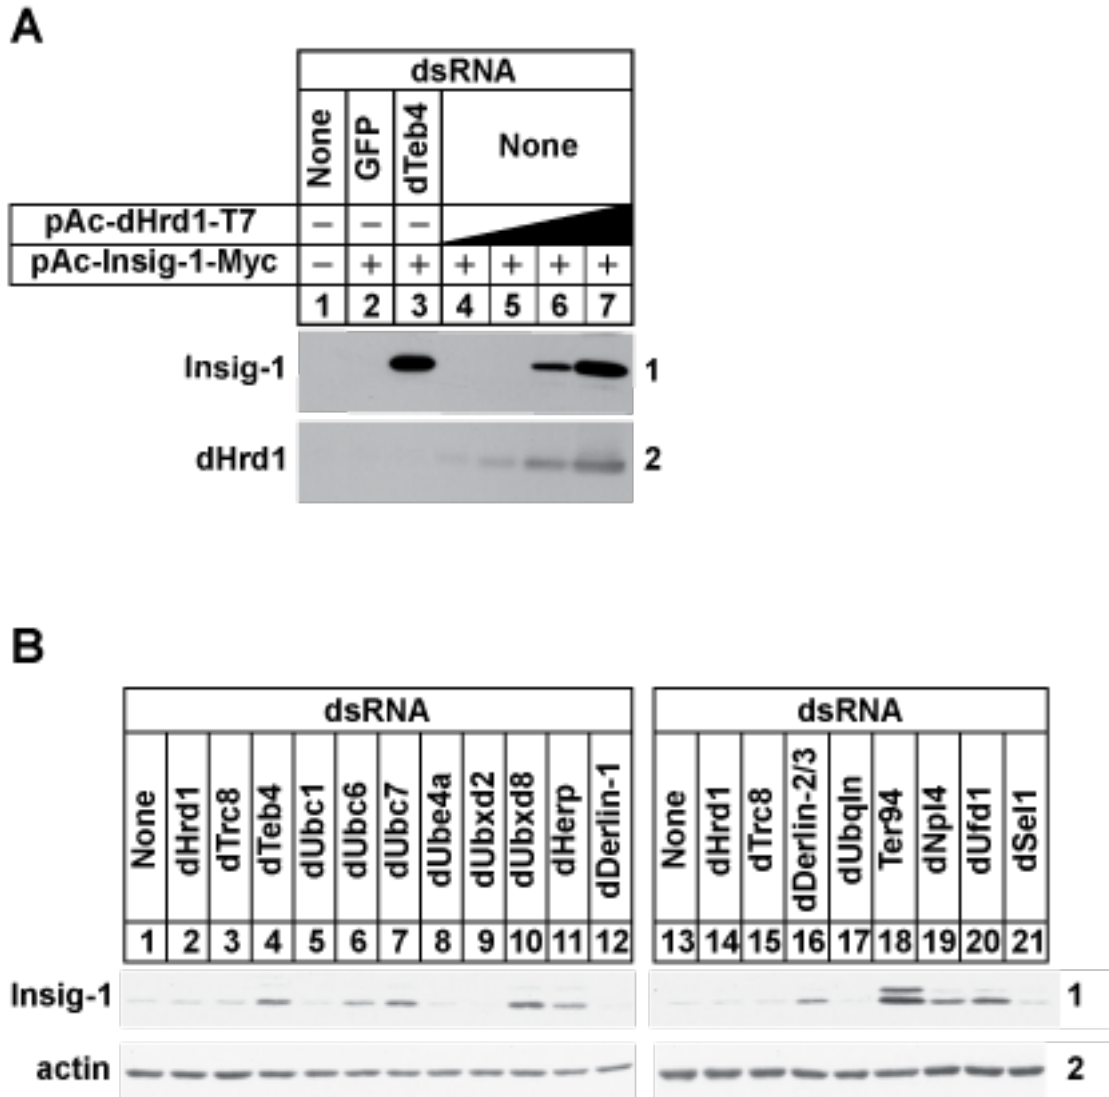 A
dsRNA
None GFP dTeb4 None
pAc-dHrd1-T7 – – –
pAc-Insig-1-Myc – + + + + + +
1 2 3 4 5 6 7
Insig-1 1
dHrd1 2
B
dsRNA dsRNA
None dHrd1 dTrc8 dTeb4 dUbc1 dUbc6 dUbc7 dUbe4a dUbxd2 dUbxd8 dHerp dDerlin-1 None dHrd1 dTrc8 dDerlin-2/3 dUbqln Ter94 dNpl4 dUfd1 dSel1
1 2 3 4 5 6 7 8 9 10 11 12 13 14 15 16 17 18 19 20 21
Insig-1 1
actin 2